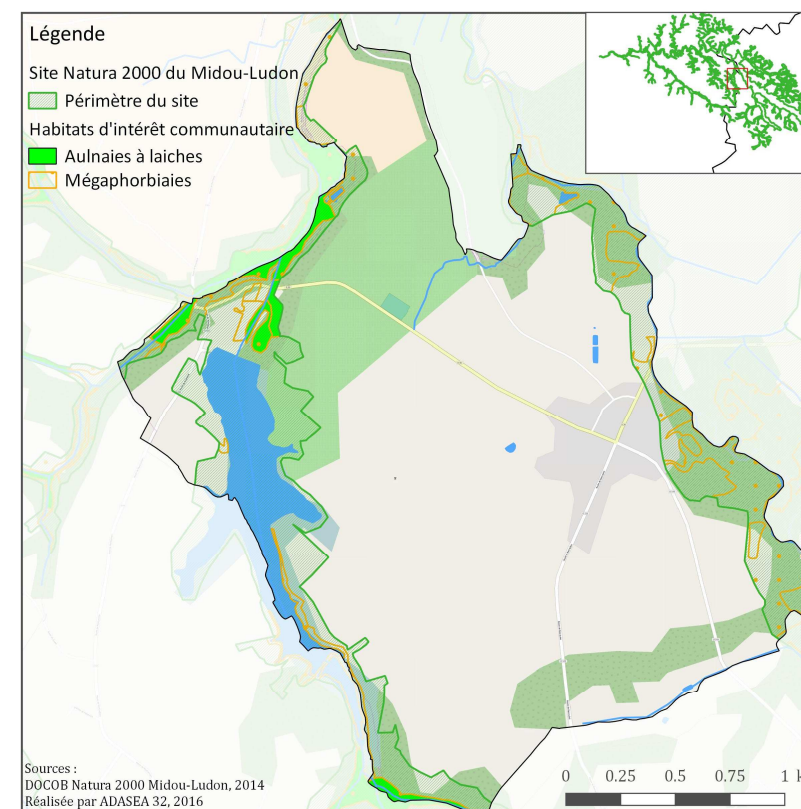 Légende
Site Natura 2000 du Midou-Ludon
Périmètre du site
Habitats d'intérêt communautaire
Aulnaies à laiches
Mégaphorbiaies
Sources :
DOCOB Natura 2000 Midou-Ludon, 2014
Réalisée par ADASEA 32, 2016
0 0.25 0.5 0.75 1 k